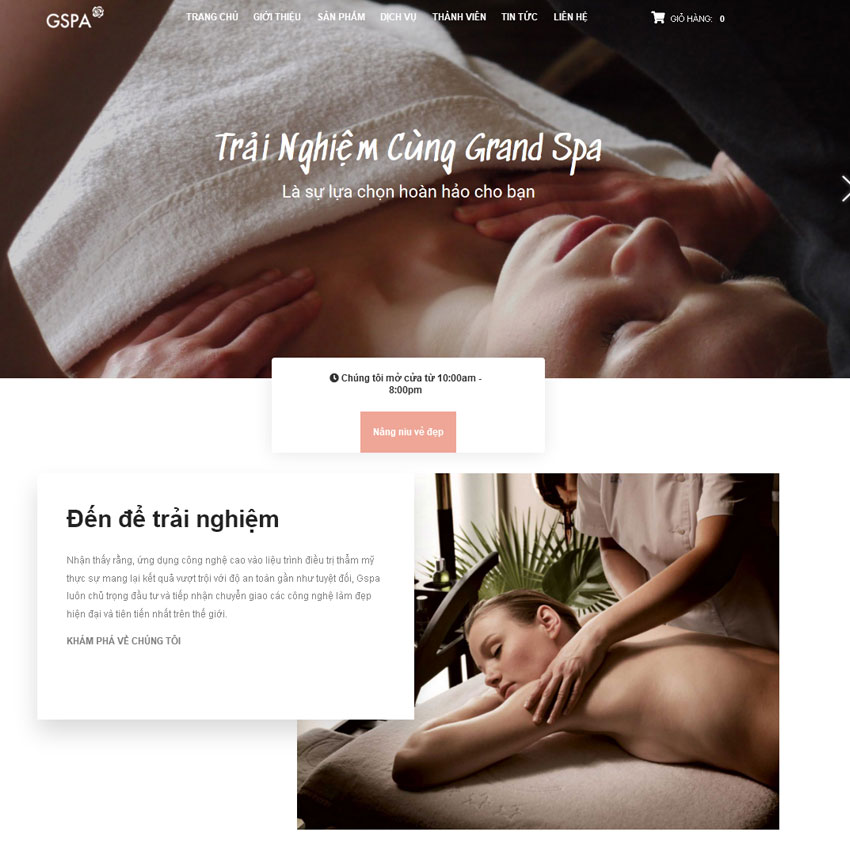 GSPA
TRANG CHỦ GIỚI THIỆU SẢN PHẨM DỊCH VỤ THÀNH VIÊN TIN TỨC LIÊN HỆ
GIỎ HÀNG: 0
Trải Nghiệm Cùng Grand Spa
Là sự lựa chọn hoàn hảo cho bạn
Chúng tôi mở cửa từ 10:00am -
8:00pm
Nâng niu vẻ đẹp
Đến để trải nghiệm
Nhận thấy rằng, ứng dụng công nghệ cao vào liệu trình điều trị thẩm mỹ
thực sự mang lại kết quả vượt trội với độ an toàn gần như tuyệt đối, Gspa
luôn chủ trọng đầu tư và tiếp nhận chuyển giao các công nghệ làm đẹp
hiện đại và tiên tiến nhất trên thế giới.
KHÁM PHÁ VỀ CHÚNG TÔI